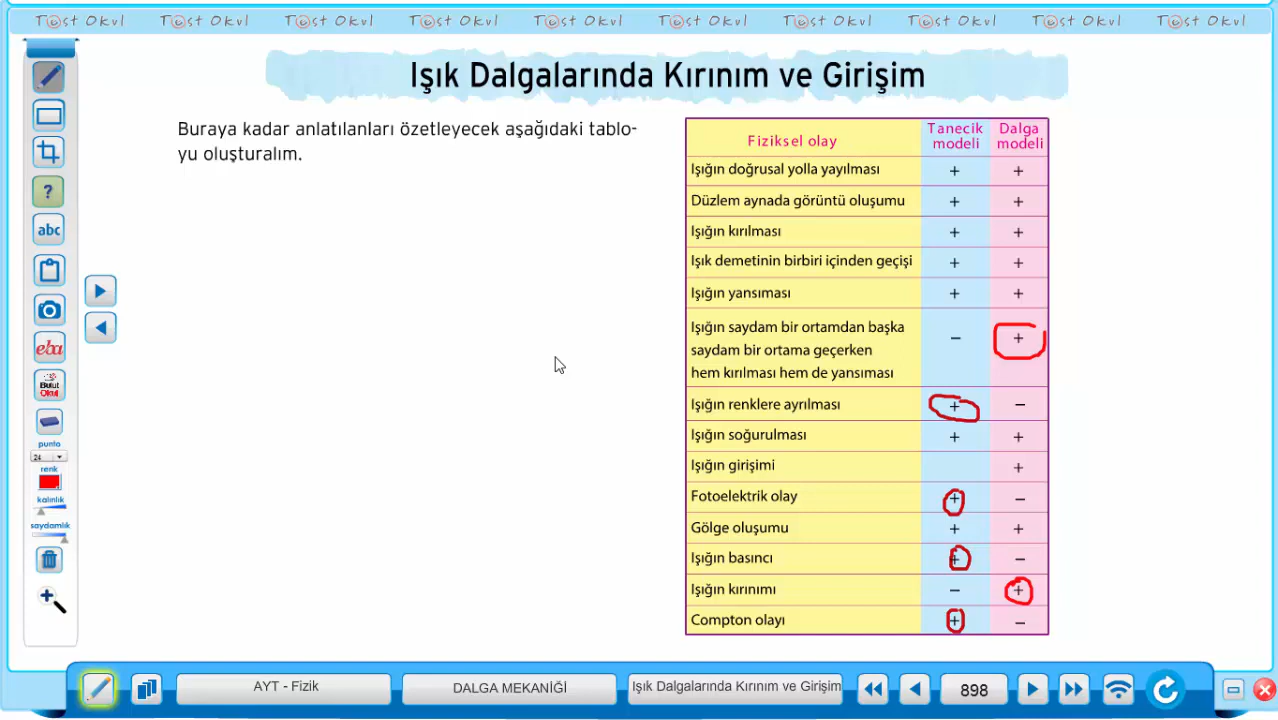 Test Okul Test Okul Test Okul Test Okul Test Okul Test Okul Test Okul Test Okul Test Okul Test Okul
Işık Dalgalarında Kırınım ve Girişim
Buraya kadar anlatılanları özetleyecek aşağıdaki tablo-
yu oluşturalım.
Fiziksel olay Tanecik modeli Dalga modeli
Işığın doğrusal yolla yayılması + +
Düzlem aynada görüntü oluşumu + +
Işığın kırılması + +
Işık demetinin birbiri içinden geçişi + +
Işığın yansıması + +
Işığın saydam bir ortamdan başka
saydam bir ortama geçerken − +
hem kırılması hem de yansıması
Işığın renklere ayrılması + −
Işığın soğurulması + +
Işığın girişimi +
Fotoelektrik olay + −
Gölge oluşumu + +
Işığın basıncı + −
Işığın kırınımı − +
Compton olayı + −
?
abc
eba
Bulut
Okul
punto
24
renk
kalınlık
saydamlık
AYT - Fizik DALGA MEKANİĞİ Işık Dalgalarında Kırınım ve Girişim 898